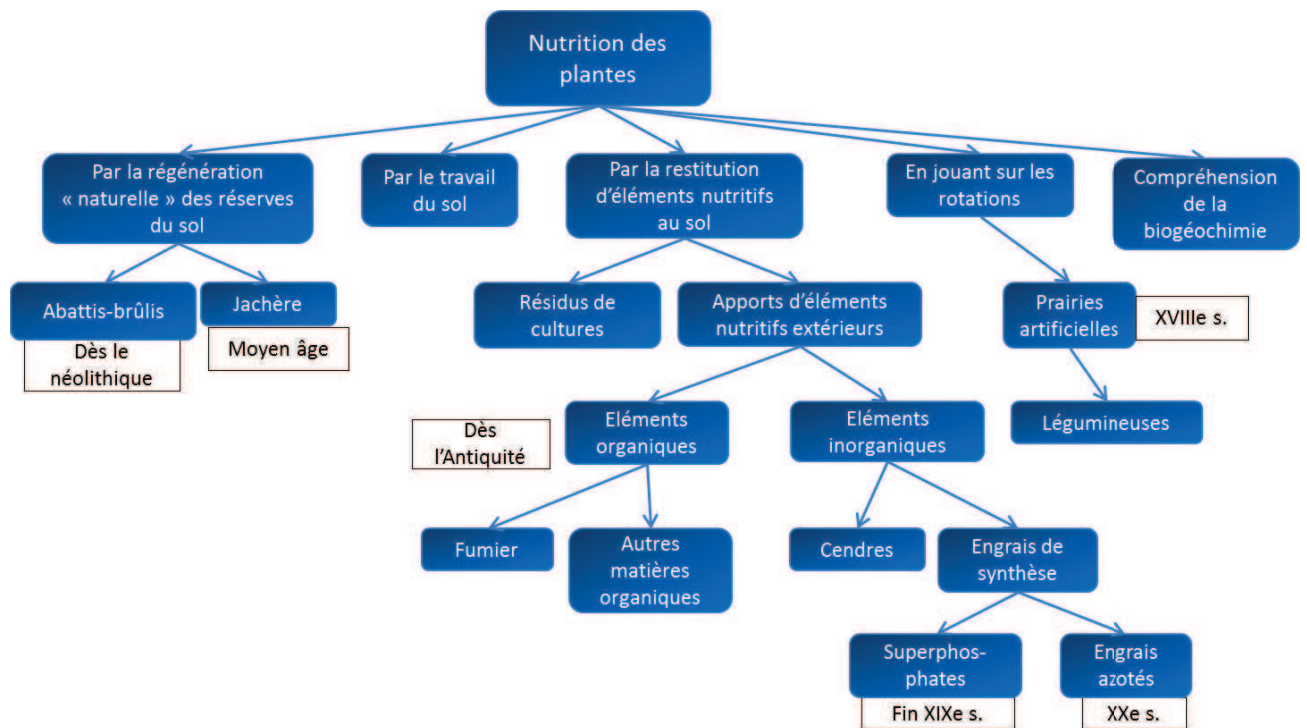 Nutrition des
plantes
Par la régénération
« naturelle » des réserves
du sol
Par le travail
du sol
Par la restitution
d'éléments nutritifs
au sol
En jouant sur les
rotations
Compréhension
de la
biogéochimie
Abattis-brûlis
Dès le
néolithique
Jachère
Moyen âge
Résidus de
cultures
Apports d'éléments
nutritifs extérieurs
Prairies
artificielles
XVIIIe s.
Dès
l'Antiquité
Eléments
organiques
Eléments
inorganiques
Légumineuses
Fumier
Autres
matières
organiques
Cendres
Engrais de
synthèse
Superphos-
phates
Fin XIXe s.
Engrais
azotés
XXe s.